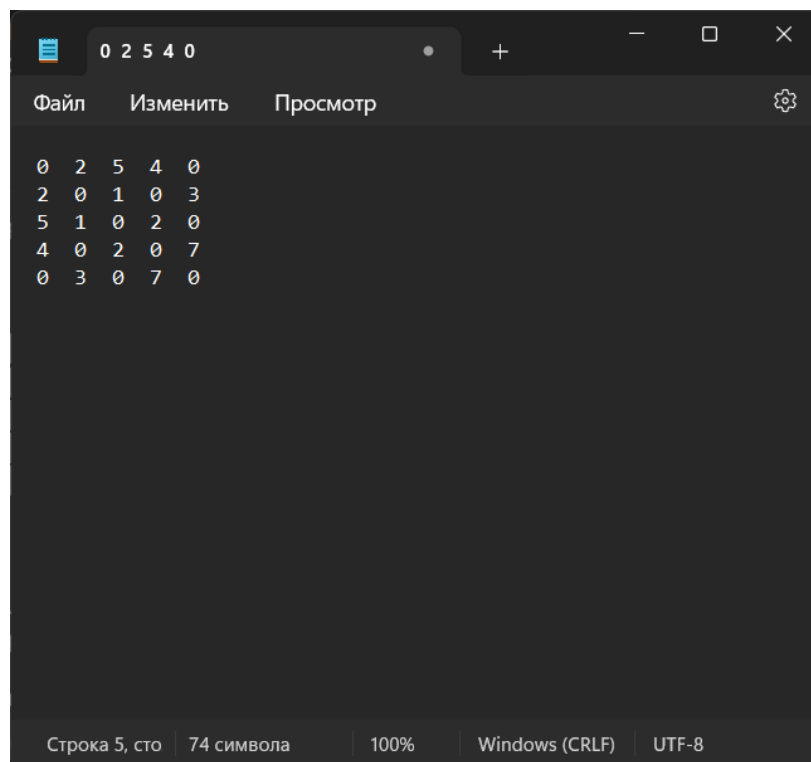 0 2 5 4 0
Файл Изменить Просмотр
0 2 5 4 0
2 0 1 0 3
5 1 0 2 0
4 0 2 0 7
0 3 0 7 0
Строка 5, сто 74 символа 100% Windows (CRLF) UTF-8